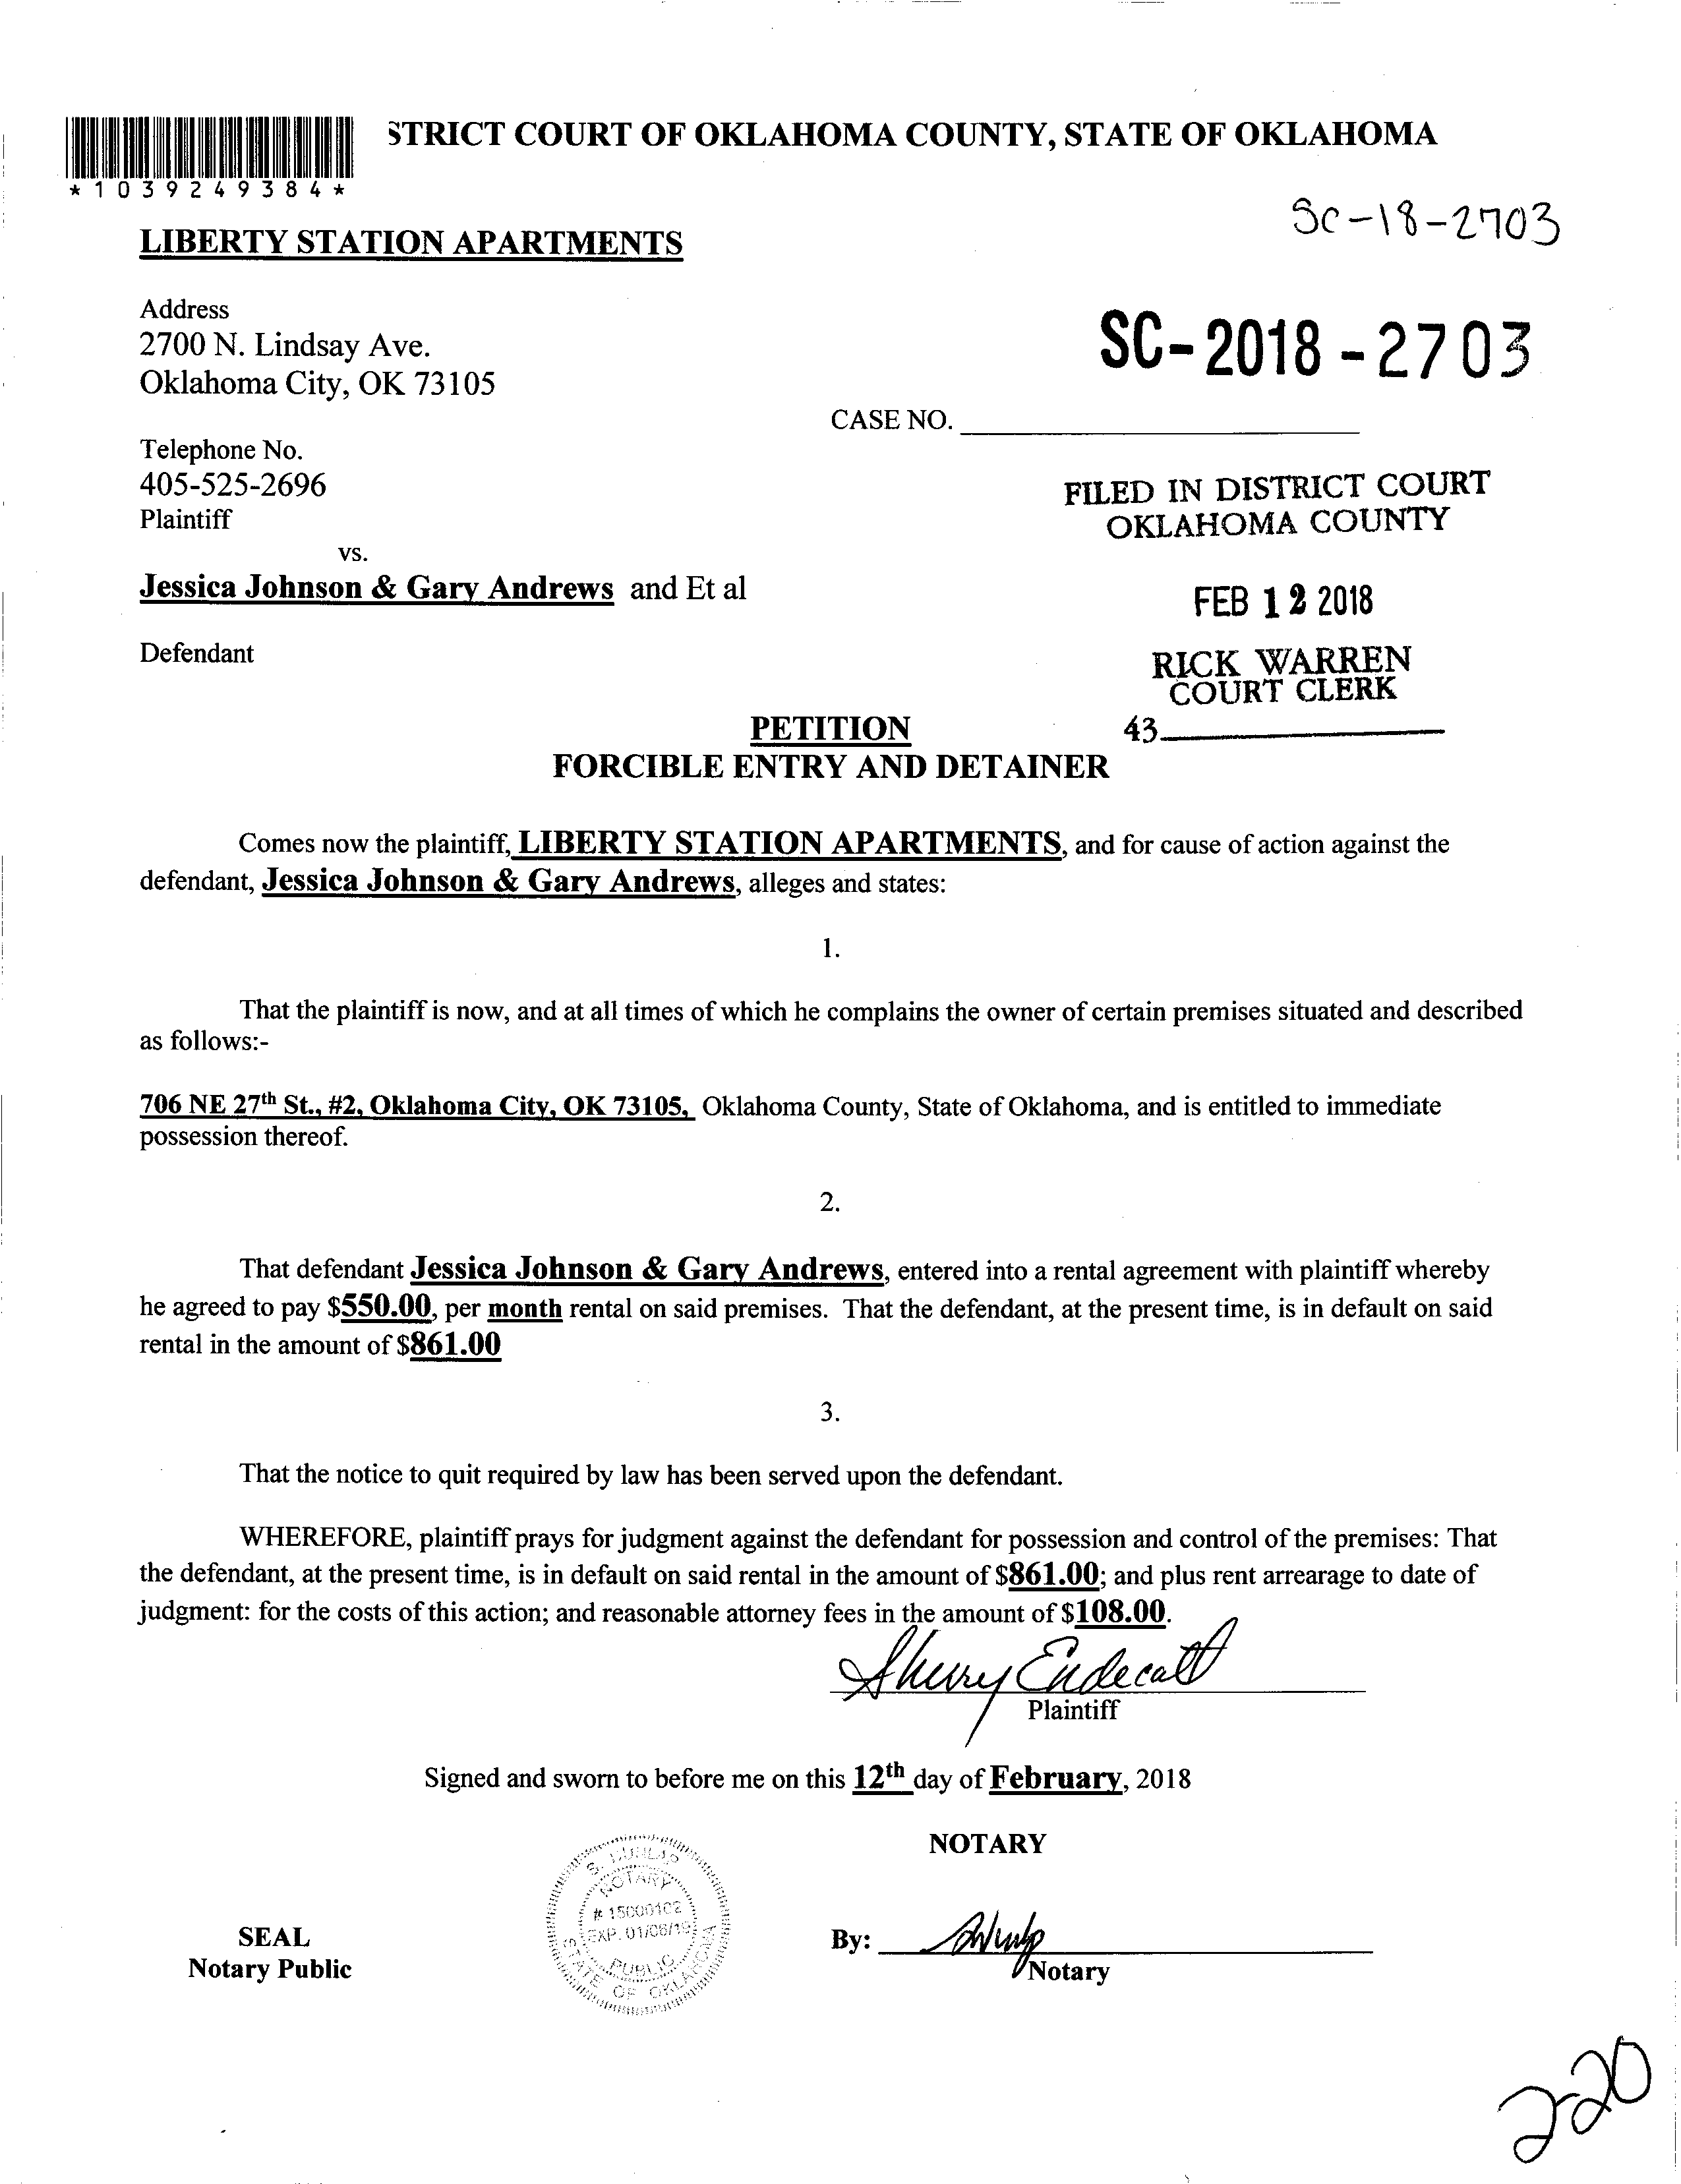 STRICT COURT OF OKLAHOMA COUNTY, STATE OF OKLAHOMA
*1039249384*
SC-18-2703
LIBERTY STATION APARTMENTS
Address
2700 N. Lindsay Ave.
Oklahoma City, OK 73105
SC-2018-2703
CASE NO.
Telephone No.
405-525-2696
Plaintiff
FILED IN DISTRICT COURT
OKLAHOMA COUNTY
vs.
Jessica Johnson & Gary Andrews and Et al
FEB 12 2018
Defendant
RICK WARREN
COURT CLERK
43
PETITION
FORCIBLE ENTRY AND DETAINER
Comes now the plaintiff, LIBERTY STATION APARTMENTS, and for cause of action against the
defendant, Jessica Johnson & Gary Andrews, alleges and states:
1.
That the plaintiff is now, and at all times of which he complains the owner of certain premises situated and described
as follows:-
706 NE 27th St., #2, Oklahoma City, OK 73105, Oklahoma County, State of Oklahoma, and is entitled to immediate
possession thereof.
2.
That defendant Jessica Johnson & Gary Andrews, entered into a rental agreement with plaintiff whereby
he agreed to pay $550.00, per month rental on said premises. That the defendant, at the present time, is in default on said
rental in the amount of $861.00
3.
That the notice to quit required by law has been served upon the defendant.
WHEREFORE, plaintiff prays for judgment against the defendant for possession and control of the premises: That
the defendant, at the present time, is in default on said rental in the amount of $861.00; and plus rent arrearage to date of
judgment: for the costs of this action; and reasonable attorney fees in the amount of $108.00.
Sherry Endecott
Plaintiff
Signed and sworn to before me on this 12th day of February, 2018
NOTARY
S. DUNLAP
NOTARY
# 15000102
EXP. 01/06/19
PUBLIC
STATE OF OKLAHOMA
SEAL
Notary Public
By:
Notary
2-20